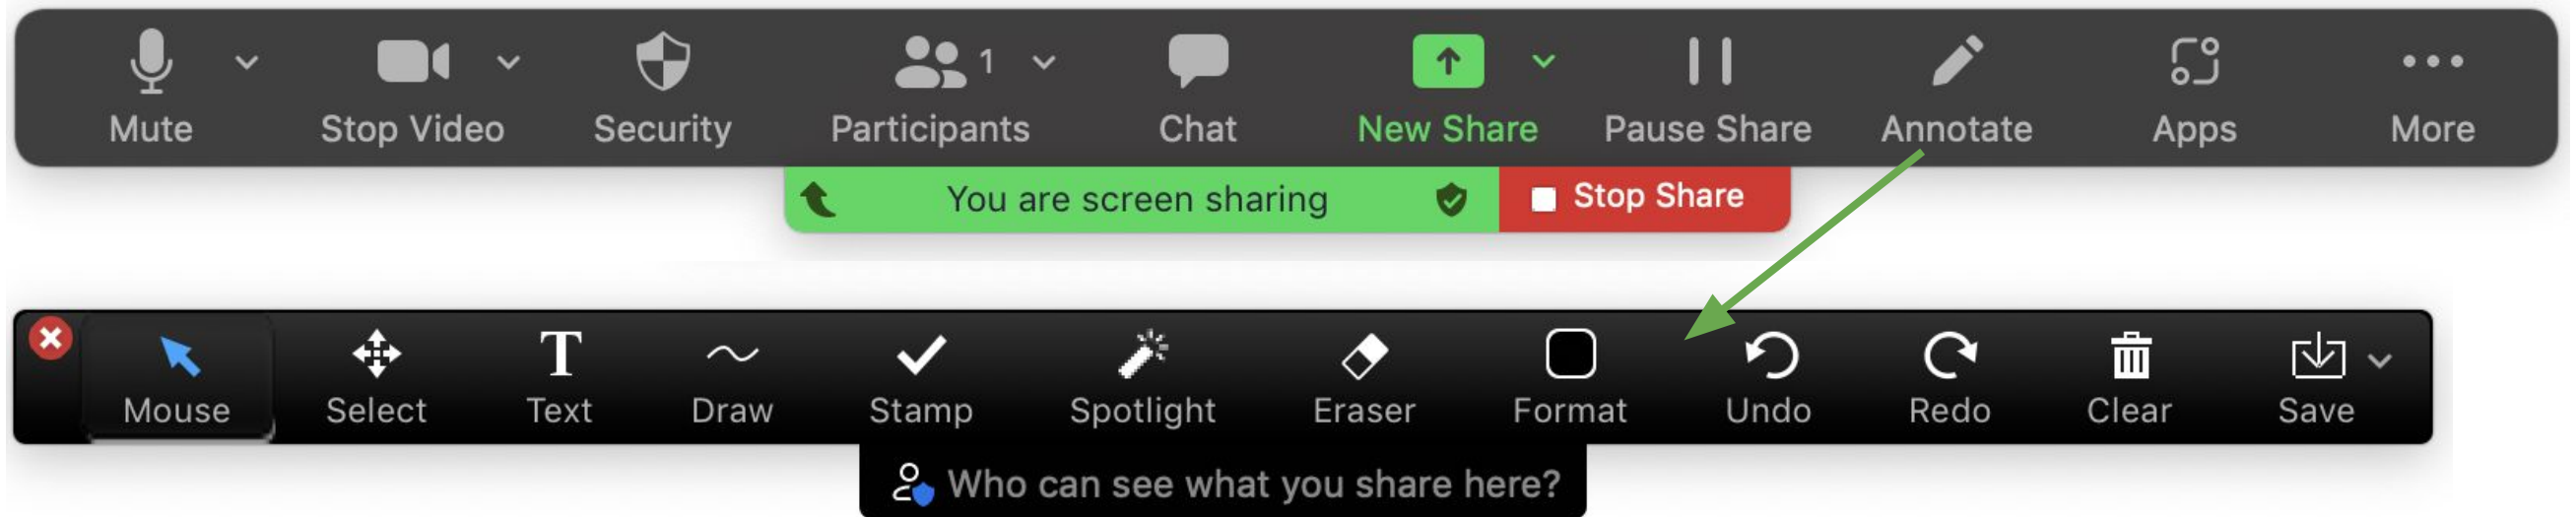 1
Mute Stop Video Security Participants Chat New Share Pause Share Annotate Apps More
You are screen sharing Stop Share
Mouse Select Text Draw Stamp Spotlight Eraser Format Undo Redo Clear Save
Who can see what you share here?